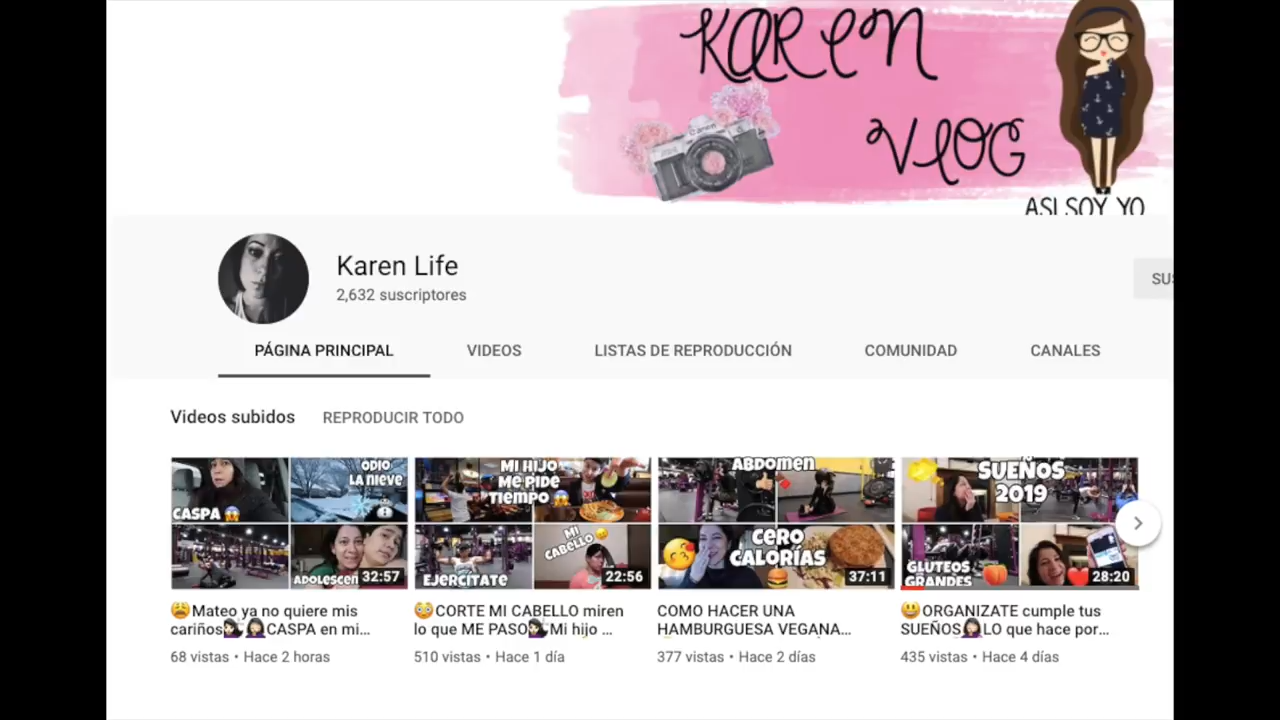 KAREN
VLOG
ASI SOY YO
Karen Life
2,632 suscriptores
SUS
PÁGINA PRINCIPAL
VIDEOS
LISTAS DE REPRODUCCIÓN
COMUNIDAD
CANALES
Videos subidos
REPRODUCIR TODO
CASPA
ODIO
LA NIEVE
ADOLESCEN
32:57
MI HIJO
ME PIDE
TIEMPO
EJERCITATE
MI
CABELLO
22:56
ABDOMEN
CERO
CALORÍAS
37:11
SUEÑOS
2019
GLUTEOS
GRANDES
28:20
Mateo ya no quiere mis
cariños CASPA en mi...
68 vistas • Hace 2 horas
CORTE MI CABELLO miren
lo que ME PASO Mi hijo ...
510 vistas • Hace 1 día
COMO HACER UNA
HAMBURGUESA VEGANA...
377 vistas • Hace 2 días
ORGANIZATE cumple tus
SUEÑOS LO que hace por...
435 vistas • Hace 4 días